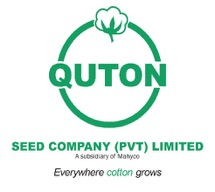 QUTON
SEED COMPANY (PVT) LIMITED
A subsidiary of Mahyco
Everywhere cotton grows